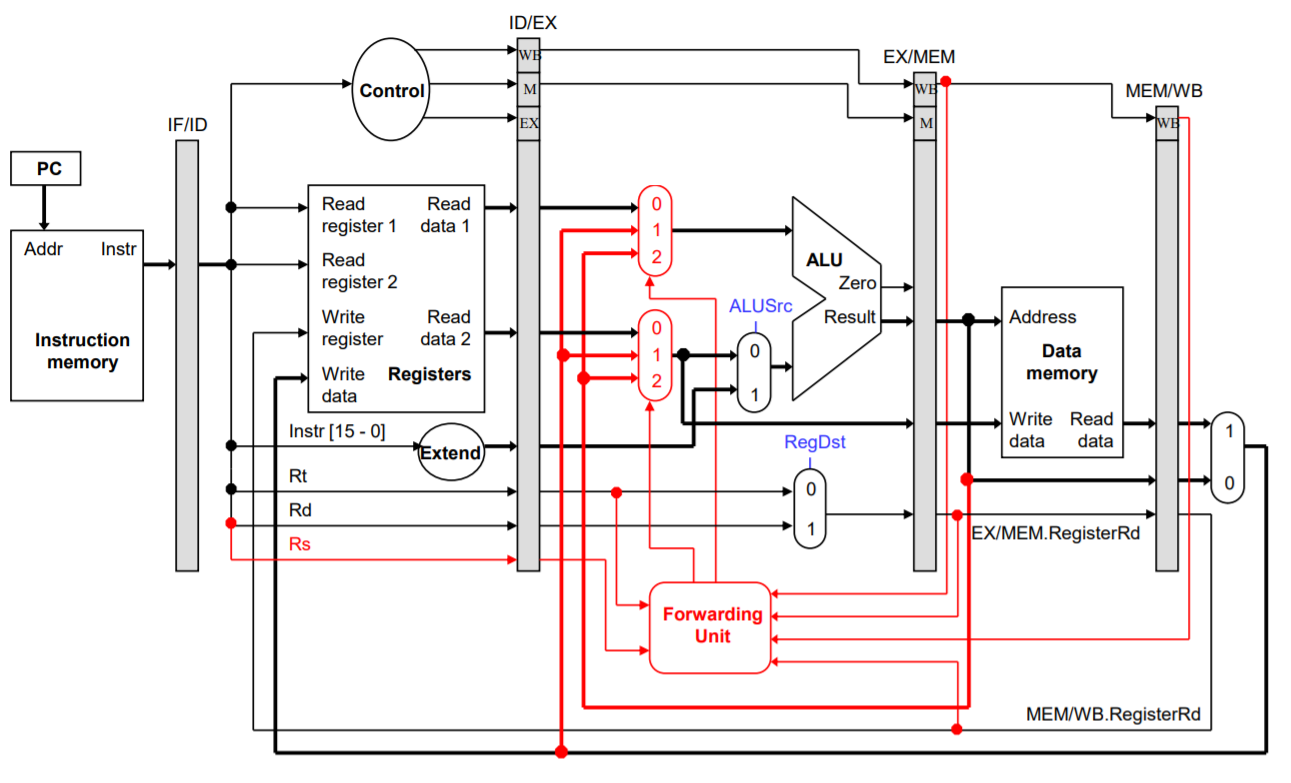 ID/EX
WB
EX/MEM
Control
M
WB
MEM/WB
EX
M
WB
IF/ID
PC
Addr
Instr
Instruction
memory
Read
register 1
Read
data 1
Read
register 2
Write
register
Read
data 2
Write
data
Registers
0
1
2
0
1
2
ALU
Zero
Result
ALUSrc
0
1
Address
Data
memory
Write
data
Read
data
1
0
Instr [15 - 0]
Extend
RegDst
Rt
0
Rd
1
Rs
EX/MEM.RegisterRd
Forwarding
Unit
MEM/WB.RegisterRd